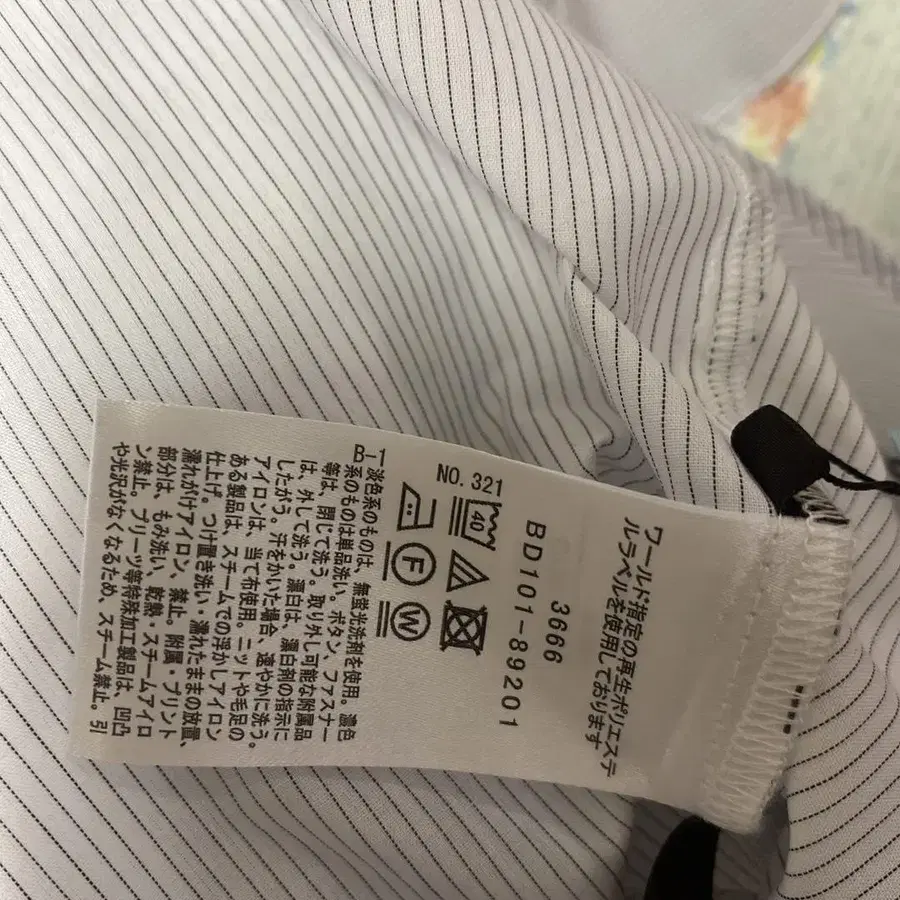 ワールド指定の再生ポリエステ
ルラベルを使用しております
3666
BD101-89201
NO. 321
40
F W
B-1
淡色系のものは、無蛍光洗剤を使用。濃色
系のものは単品洗い。ボタン、ファスナー
等は、閉じて洗う。取り外し可能な附属品
は、外して洗う。漂白は、漂白剤の指示に
したがう。汗をかいた場合、速やかに洗う。
アイロンは、当て布使用。ニットや毛足の
ある製品は、スチームでの浮かしアイロン
仕上げ。つけ置き洗い・濡れたままの放置、
濡れがけアイロン、禁止。附属・プリント
部分は、もみ洗い、乾熱・スチームアイロ
ン禁止。プリーツ等特殊加工製品は、凹凸
や光沢がなくなるため、スチーム禁止。引